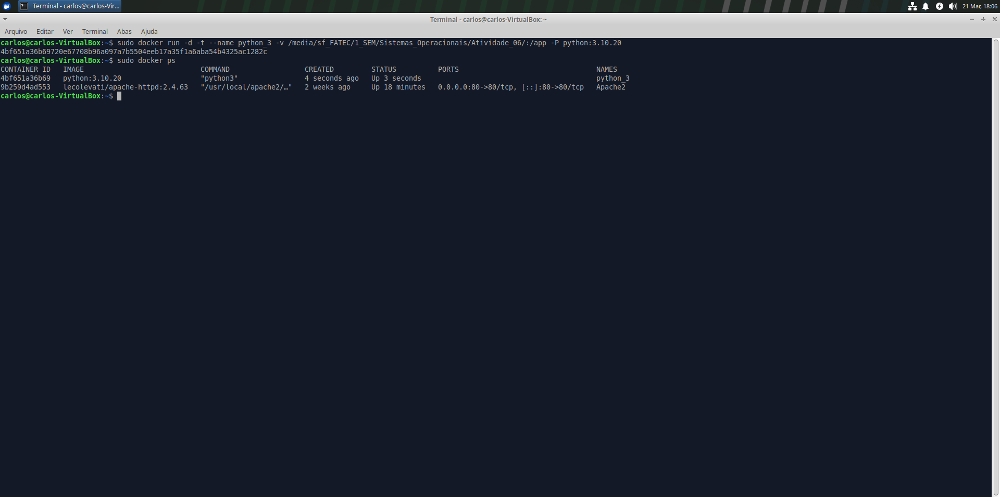 Terminal - carlos@carlos-Vir...
21 Mar, 18:06
Terminal - carlos@carlos-VirtualBox: ~
Arquivo Editar Ver Terminal Abas Ajuda
carlos@carlos-VirtualBox:~$ sudo docker run -d -t --name python_3 -v /media/sf_FATEC/1_SEM/Sistemas_Operacionais/Atividade_06/:/app -P python:3.10.20
4bf651a36b69720e67708b96a097a7b5504eeb17a35f1a6aba54b4325ac1282c
carlos@carlos-VirtualBox:~$ sudo docker ps
CONTAINER ID   IMAGE                            COMMAND                  CREATED         STATUS          PORTS                                 NAMES
4bf651a36b69   python:3.10.20                   "python3"                4 seconds ago   Up 3 seconds                                          python_3
9b259d4ad553   lecolevati/apache-httpd:2.4.63   "/usr/local/apache2/…"   2 weeks ago     Up 18 minutes   0.0.0.0:80->80/tcp, [::]:80->80/tcp   Apache2
carlos@carlos-VirtualBox:~$